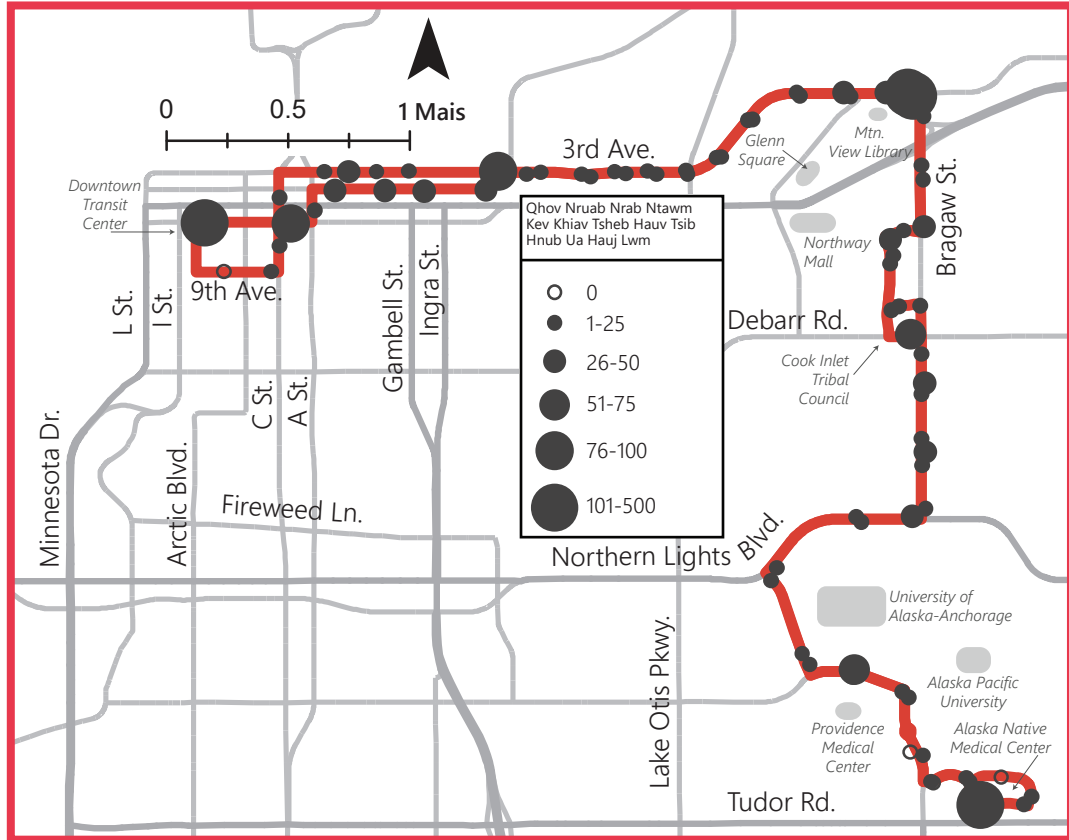 0
0.5
1 Mais
3rd Ave.
Glenn
Square
Mtn.
View Library
Downtown
Transit
Center
Qhov Nruab Nrab Ntawm
Kev Khiav Tsheb Hauv Tsib
Hnub Ua Hauj Lwm
0
1-25
26-50
51-75
76-100
101-500
Northway
Mall
Bragaw St.
9th Ave.
L St.
I St.
Gambell St.
Ingra St.
Debarr Rd.
Cook Inlet
Tribal
Council
C St.
A St.
Minnesota Dr.
Arctic Blvd.
Fireweed Ln.
Northern Lights Blvd.
University of
Alaska-Anchorage
Lake Otis Pkwy.
Alaska Pacific
University
Providence
Medical
Center
Alaska Native
Medical Center
Tudor Rd.